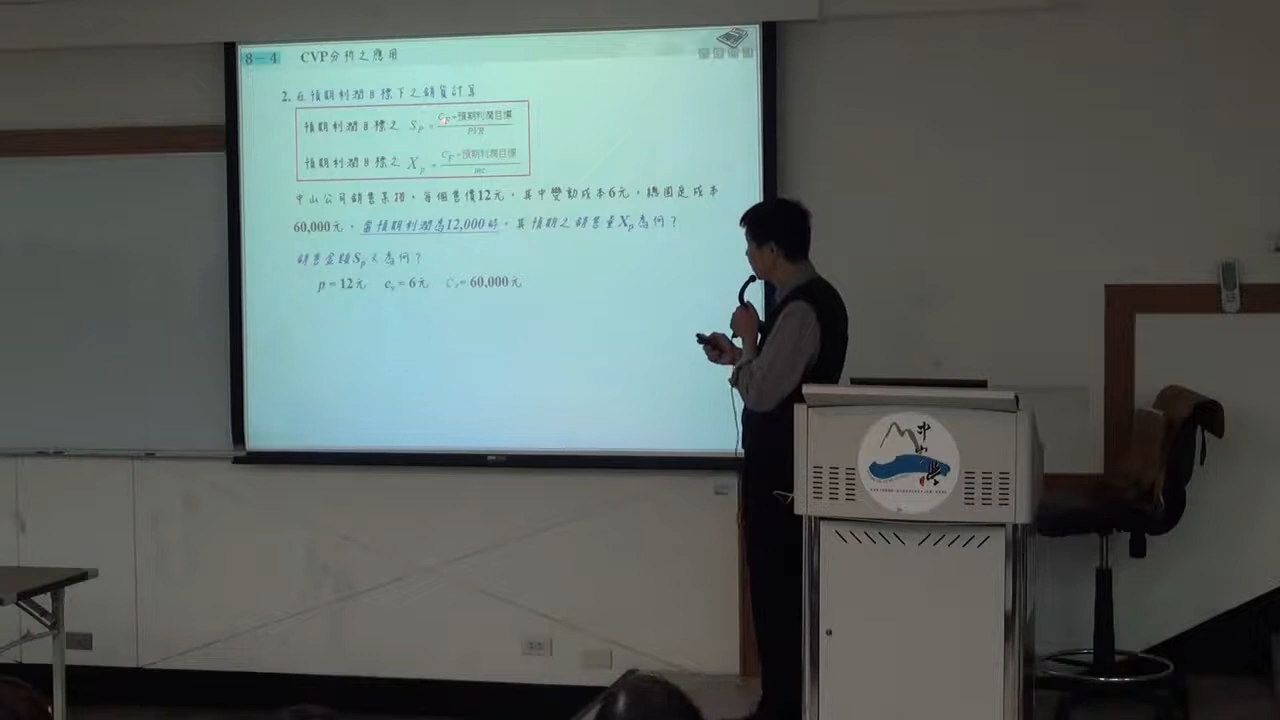 8－4 CVP分析之應用
2. 在預期利潤目標下之銷貨計算
預期利潤目標之 Sp = CF+預期利潤目標 / PVR
預期利潤目標之 Xp = CF+預期利潤目標 / mc
中山公司銷售茶招，每個售價12元，其中變動成本6元，總固定成本
60,000元，當預期利潤為12,000時，其預期之銷售量Xp為何？
銷售金額Sp又為何？
p = 12元 cv = 6元 CF = 60,000元
中山